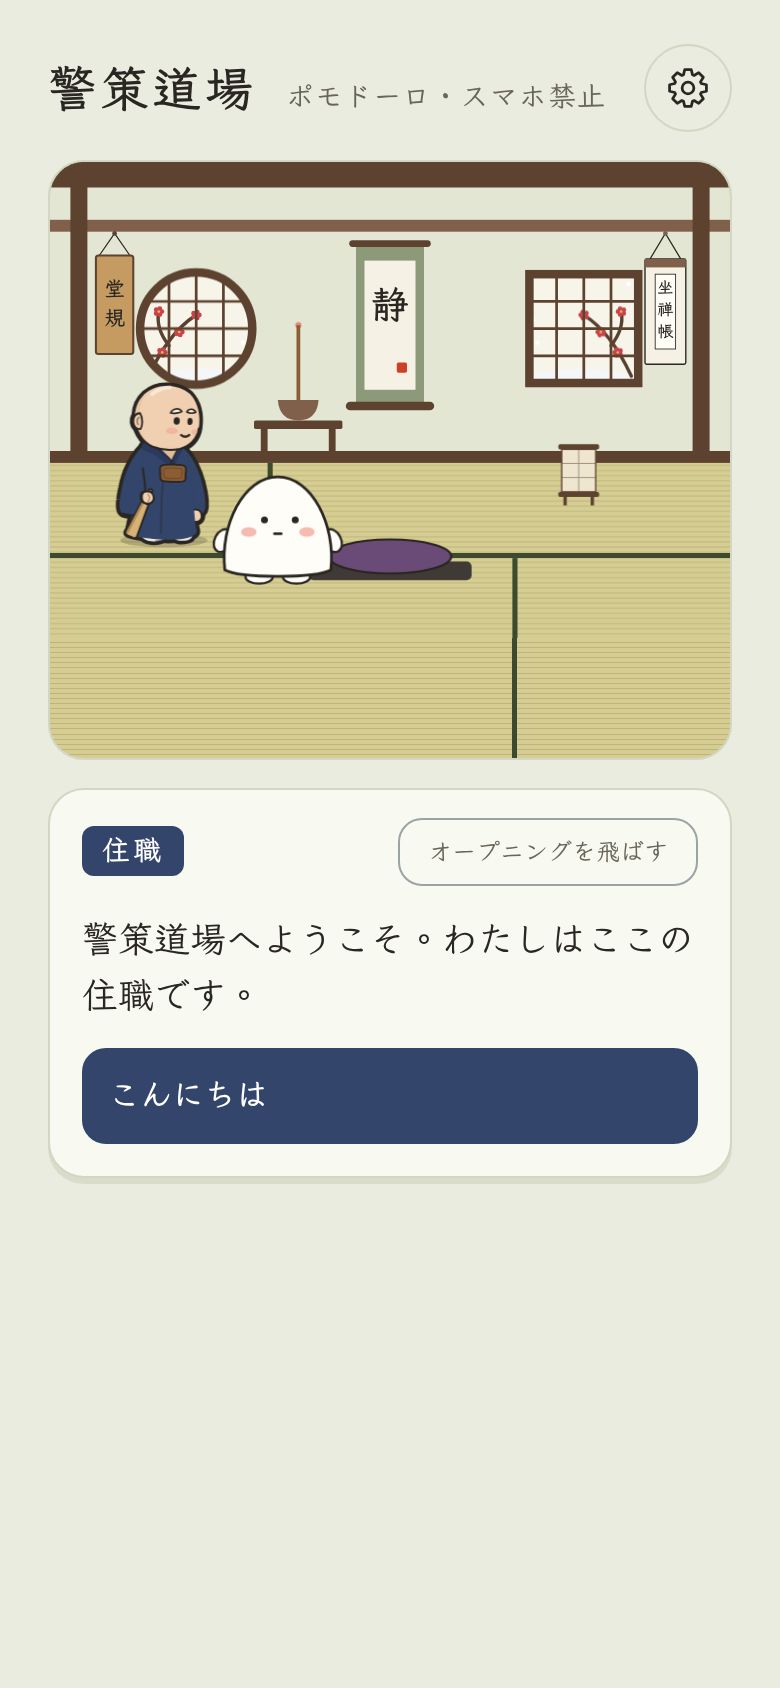 警策道場
ポモドーロ・スマホ禁止
堂規
静
坐禅帳
住職
オープニングを飛ばす
警策道場へようこそ。わたしはここの
住職です。
こんにちは